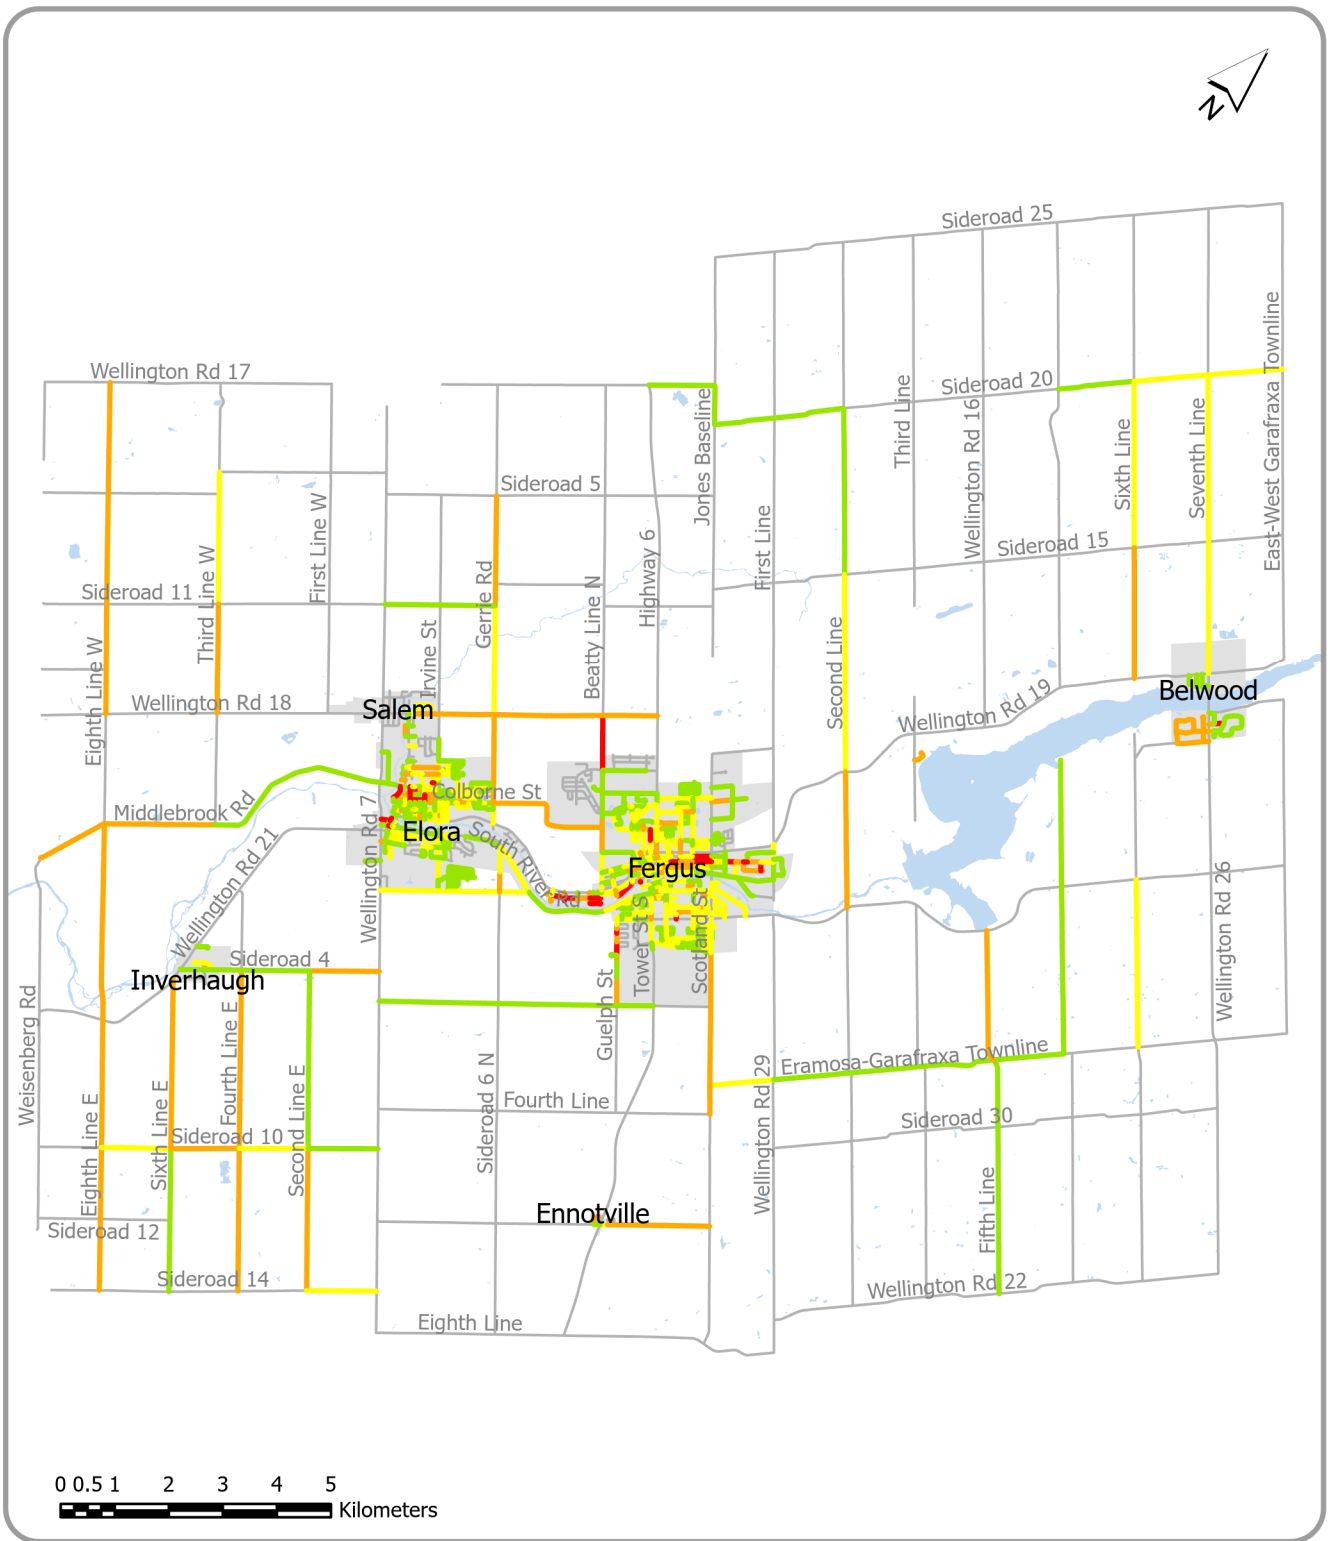 N
Sideroad 25
East-West Garafraxa Townline
Wellington Rd 17
Sideroad 20
Third Line
Wellington Rd 16
Jones Baseline
Sixth Line
Seventh Line
Sideroad 5
First Line W
First Line
Sideroad 15
Third Line W
Highway 6
Gerrie Rd
Beatty Line N
Sideroad 11
Irvine St
Second Line
Eighth Line W
Wellington Rd 18
Salem
Belwood
Wellington Rd 19
Middlebrook Rd
Colborne St
Wellington Rd 7
Elora
South River Rd
Fergus
Wellington Rd 21
Wellington Rd 26
Sideroad 4
Inverhaugh
Tower St S
Scotland St
Guelph St
Weisenberg Rd
Fourth Line E
Eramosa-Garafraxa Townline
Sideroad 6 N
Wellington Rd 29
Fourth Line
Sideroad 30
Eighth Line E
Sixth Line E
Sideroad 10
Second Line E
Fifth Line
Ennotville
Sideroad 12
Sideroad 14
Wellington Rd 22
Eighth Line
0 0.5 1 2 3 4 5
Kilometers